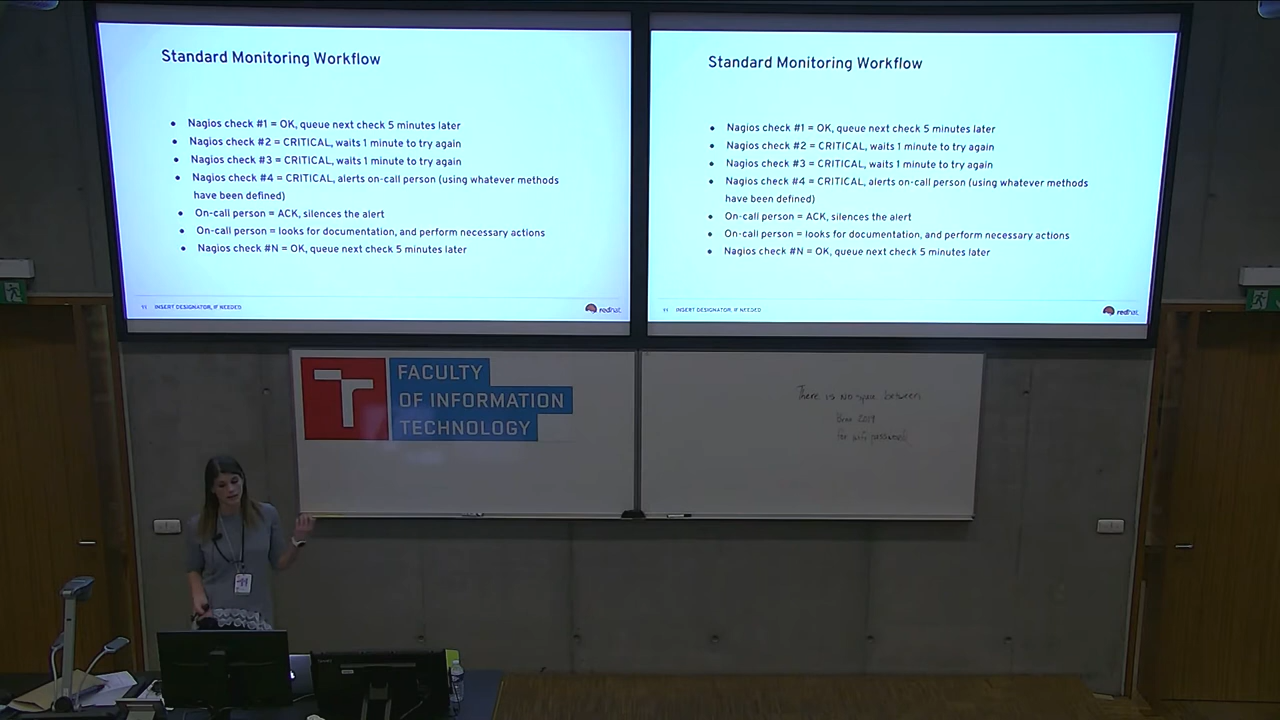 Standard Monitoring Workflow
• Nagios check #1 = OK, queue next check 5 minutes later
• Nagios check #2 = CRITICAL, waits 1 minute to try again
• Nagios check #3 = CRITICAL, waits 1 minute to try again
• Nagios check #4 = CRITICAL, alerts on-call person (using whatever methods
have been defined)
• On-call person = ACK, silences the alert
• On-call person = looks for documentation, and perform necessary actions
• Nagios check #N = OK, queue next check 5 minutes later
11 INSERT DESIGNATOR, IF NEEDED
redhat
Standard Monitoring Workflow
• Nagios check #1 = OK, queue next check 5 minutes later
• Nagios check #2 = CRITICAL, waits 1 minute to try again
• Nagios check #3 = CRITICAL, waits 1 minute to try again
• Nagios check #4 = CRITICAL, alerts on-call person (using whatever methods
have been defined)
• On-call person = ACK, silences the alert
• On-call person = looks for documentation, and perform necessary actions
• Nagios check #N = OK, queue next check 5 minutes later
11 INSERT DESIGNATOR, IF NEEDED
redhat
T
FACULTY
OF INFORMATION
TECHNOLOGY
There is no space between
2019
for wifi password